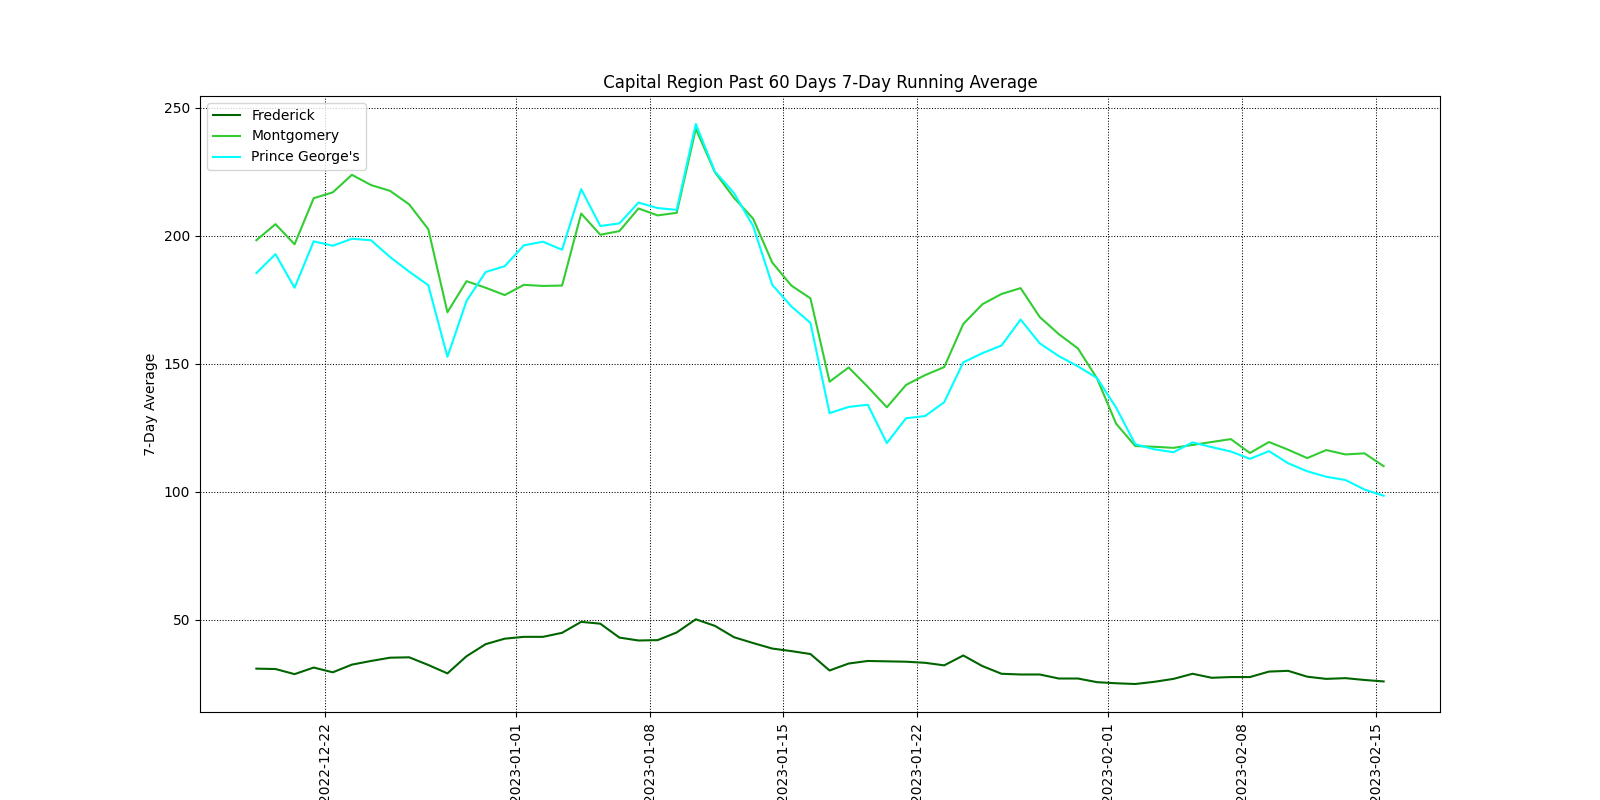 Capital Region Past 60 Days 7-Day Running Average
250
200
150
100
50
7-Day Average
Frederick
Montgomery
Prince George's
2022-12-22
2023-01-01
2023-01-08
2023-01-15
2023-01-22
2023-02-01
2023-02-08
2023-02-15